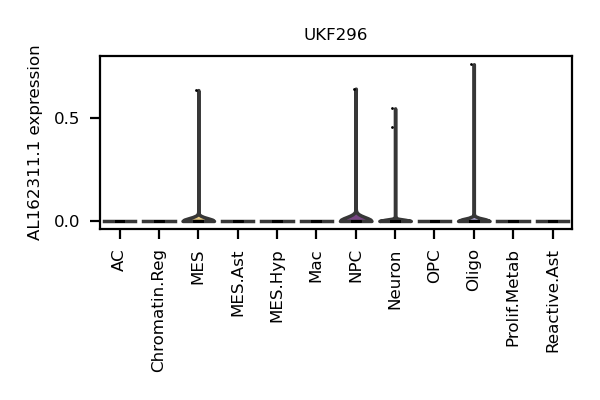 UKF296
AL162311.1 expression
0.5
0.0
AC
Chromatin.Reg
MES
MES.Ast
MES.Hyp
Mac
NPC
Neuron
OPC
Oligo
Prolif.Metab
Reactive.Ast